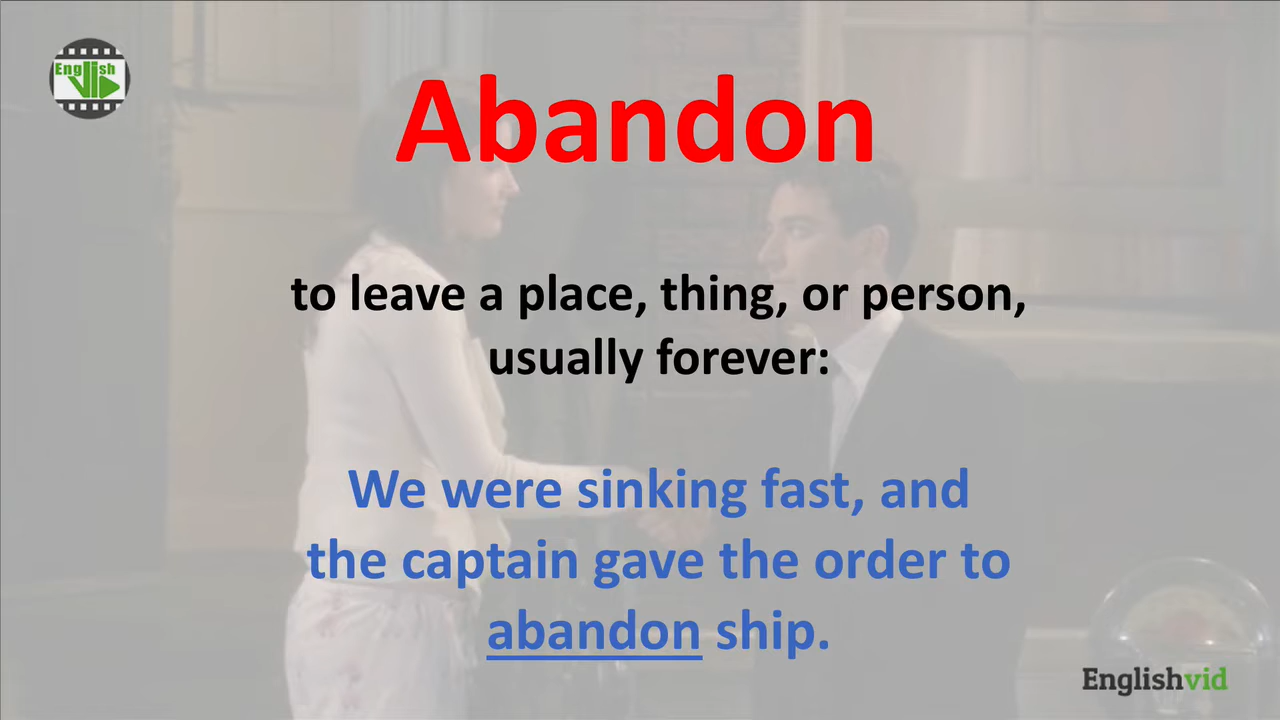 English
Vid
Abandon
to leave a place, thing, or person,
usually forever:
We were sinking fast, and
the captain gave the order to
abandon ship.
Englishvid